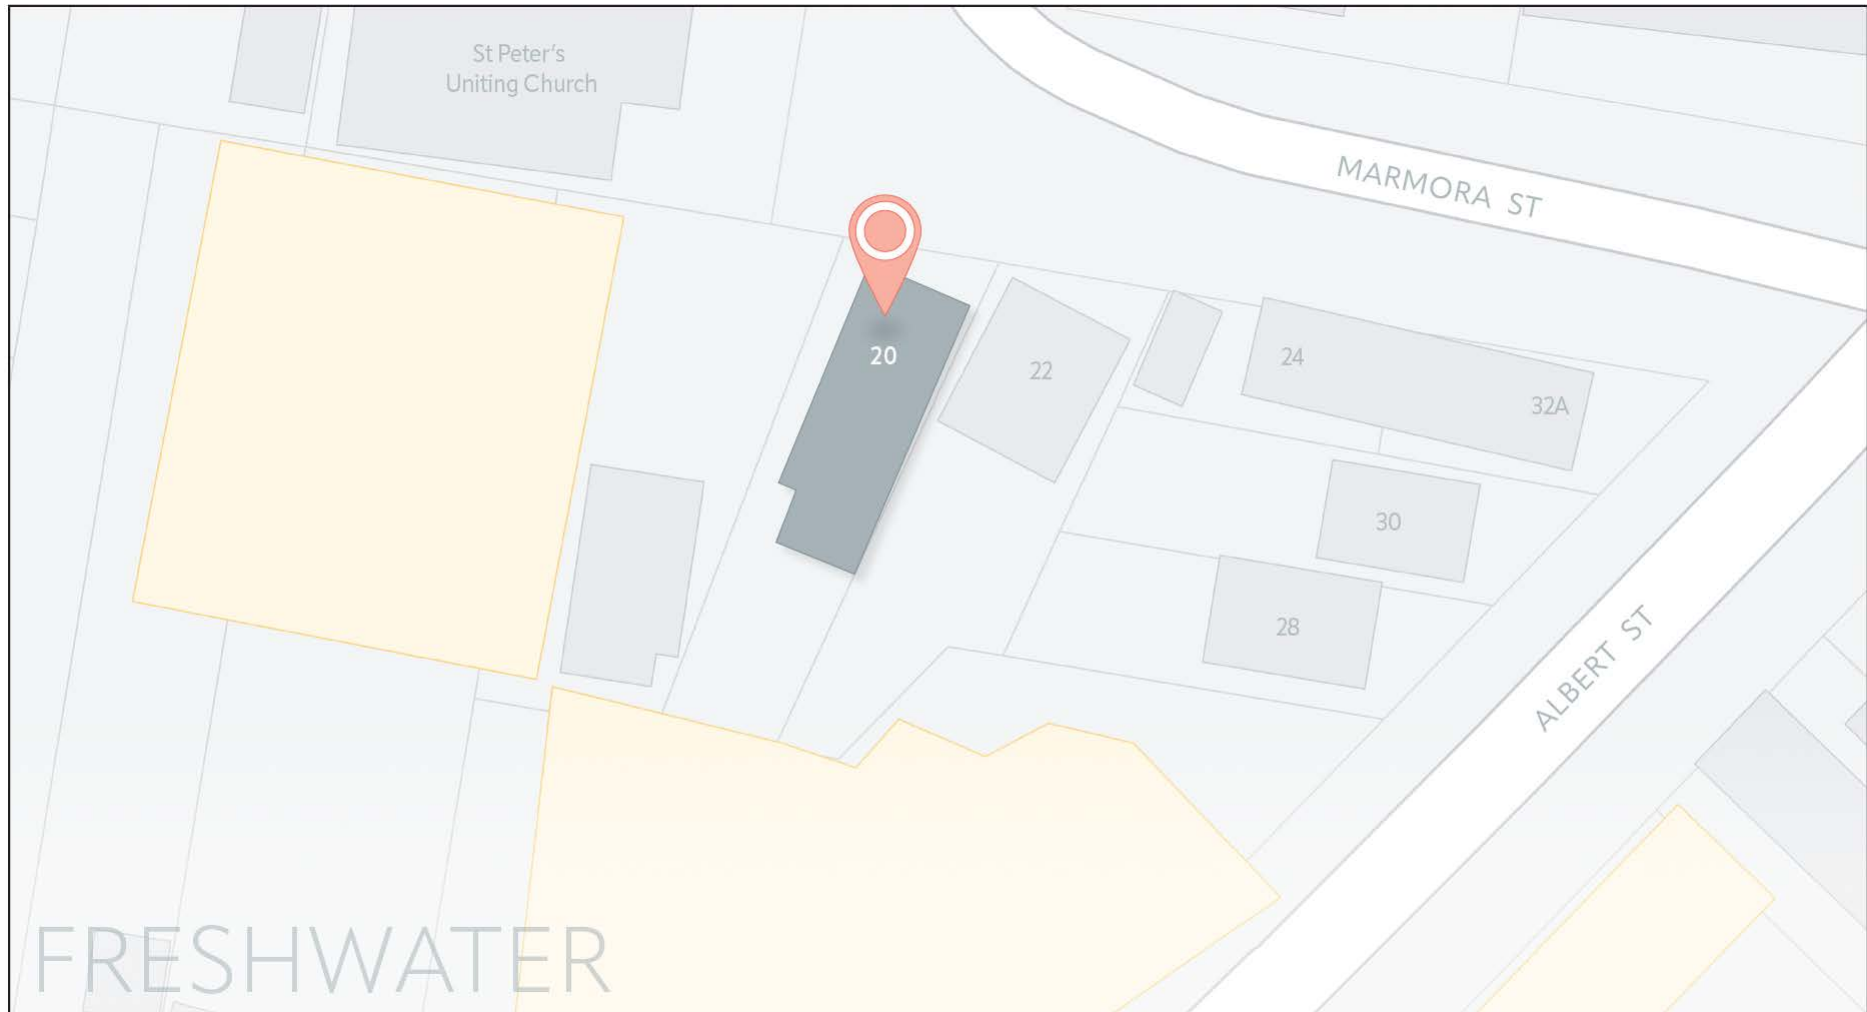 St Peter's
Uniting Church
MARMORA ST
20
22
24
32A
30
28
ALBERT ST
FRESHWATER